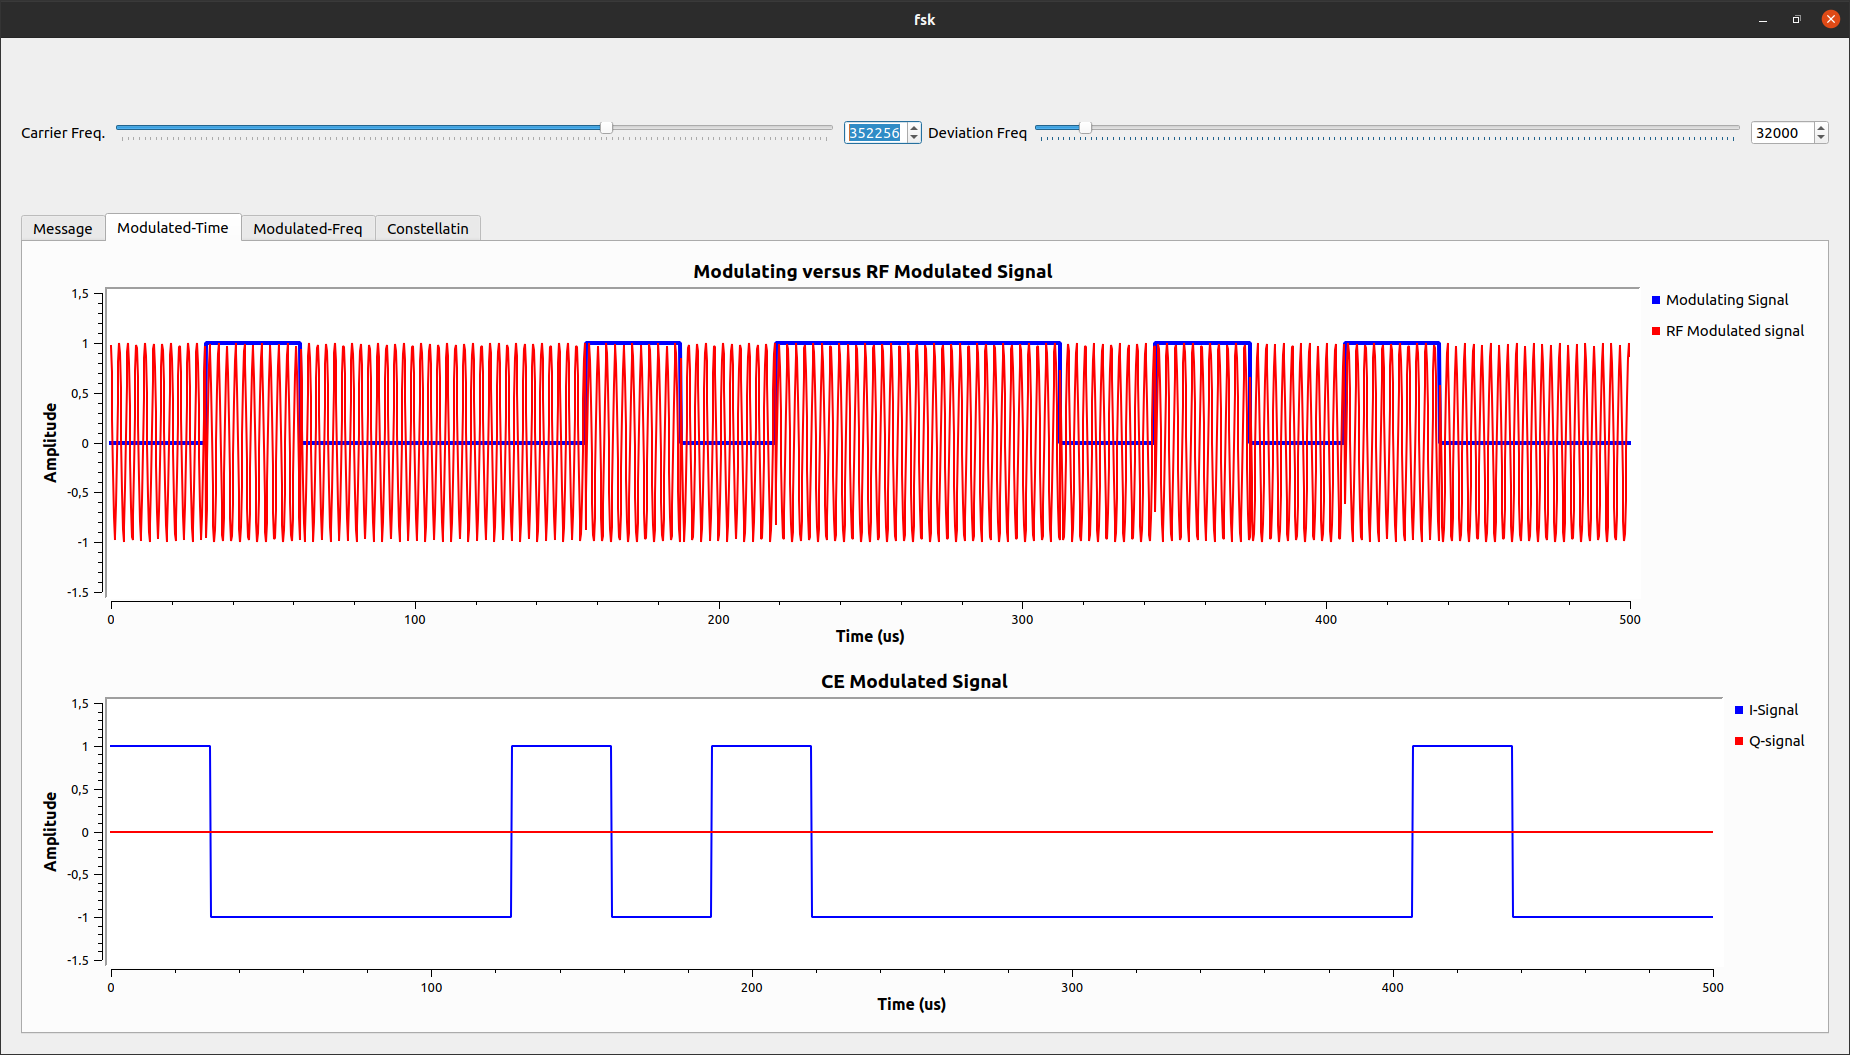 fsk
Carrier Freq. 352256 Deviation Freq 32000
Message Modulated-Time Modulated-Freq Constellatin
Modulating versus RF Modulated Signal
1,5
1
0,5
0
-0,5
-1
-1.5
Amplitude
0 100 200 300 400 500
Time (us)
Modulating Signal
RF Modulated signal
CE Modulated Signal
1,5
1
0,5
0
-0,5
-1
-1.5
Amplitude
0 100 200 300 400 500
Time (us)
I-Signal
Q-signal